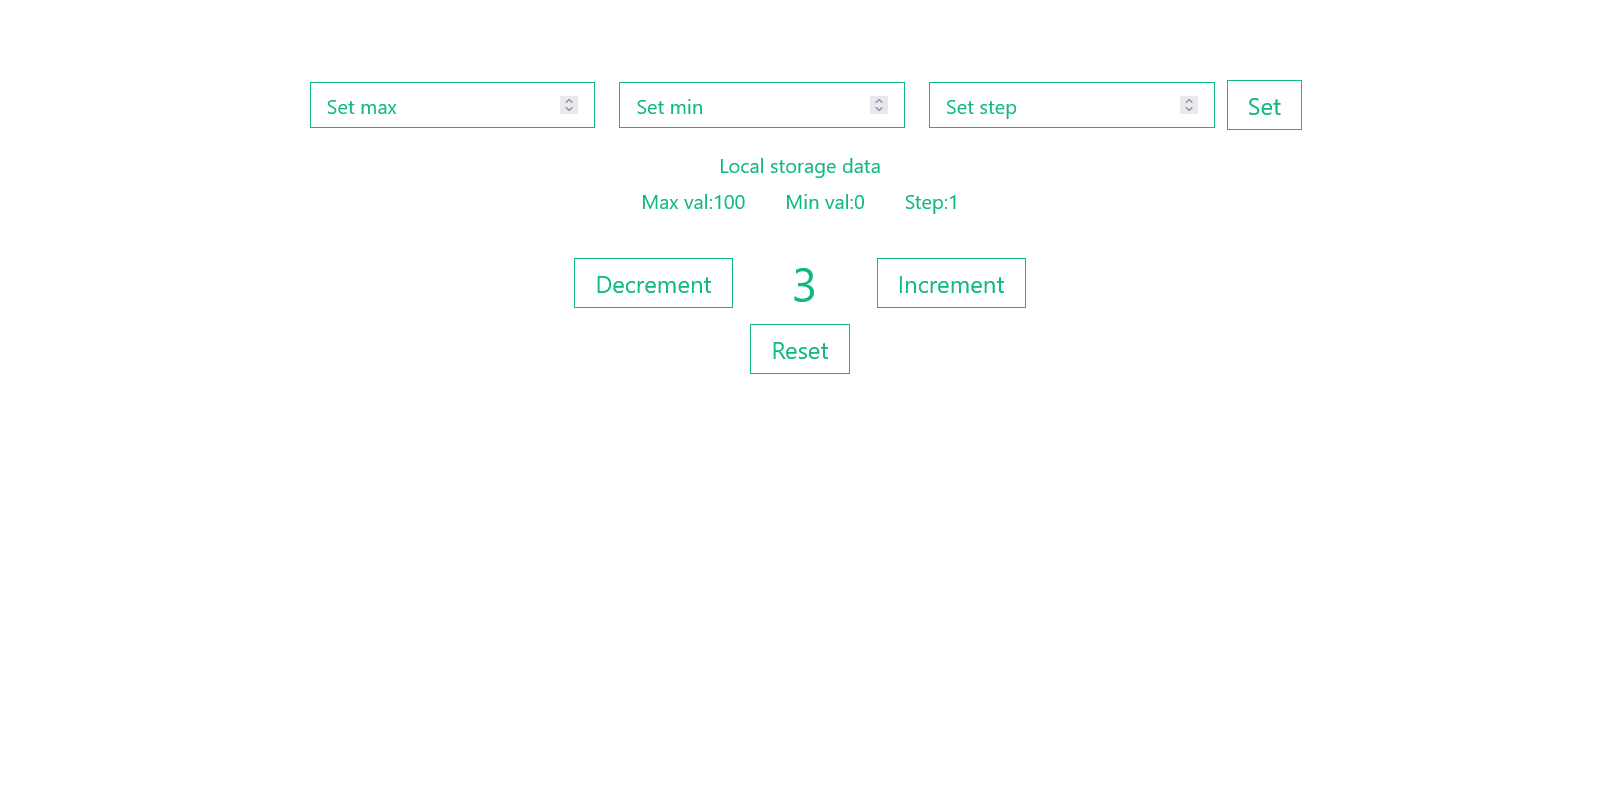 Set max Set min Set step Set
Local storage data
Max val:100 Min val:0 Step:1
Decrement 3 Increment
Reset